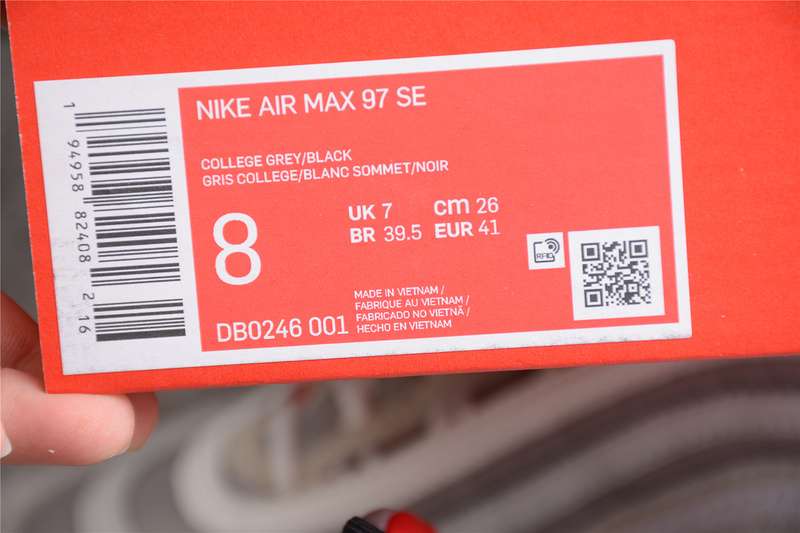 NIKE AIR MAX 97 SE
COLLEGE GREY/BLACK
GRIS COLLEGE/BLANC SOMMET/NOIR
8
UK 7 cm 26
BR 39.5 EUR 41
DB0246 001
MADE IN VIETNAM /
FABRIQUE AU VIETNAM /
FABRICADO NO VIETNÃ /
HECHO EN VIETNAM
RFID
1 94958 82408 2 16